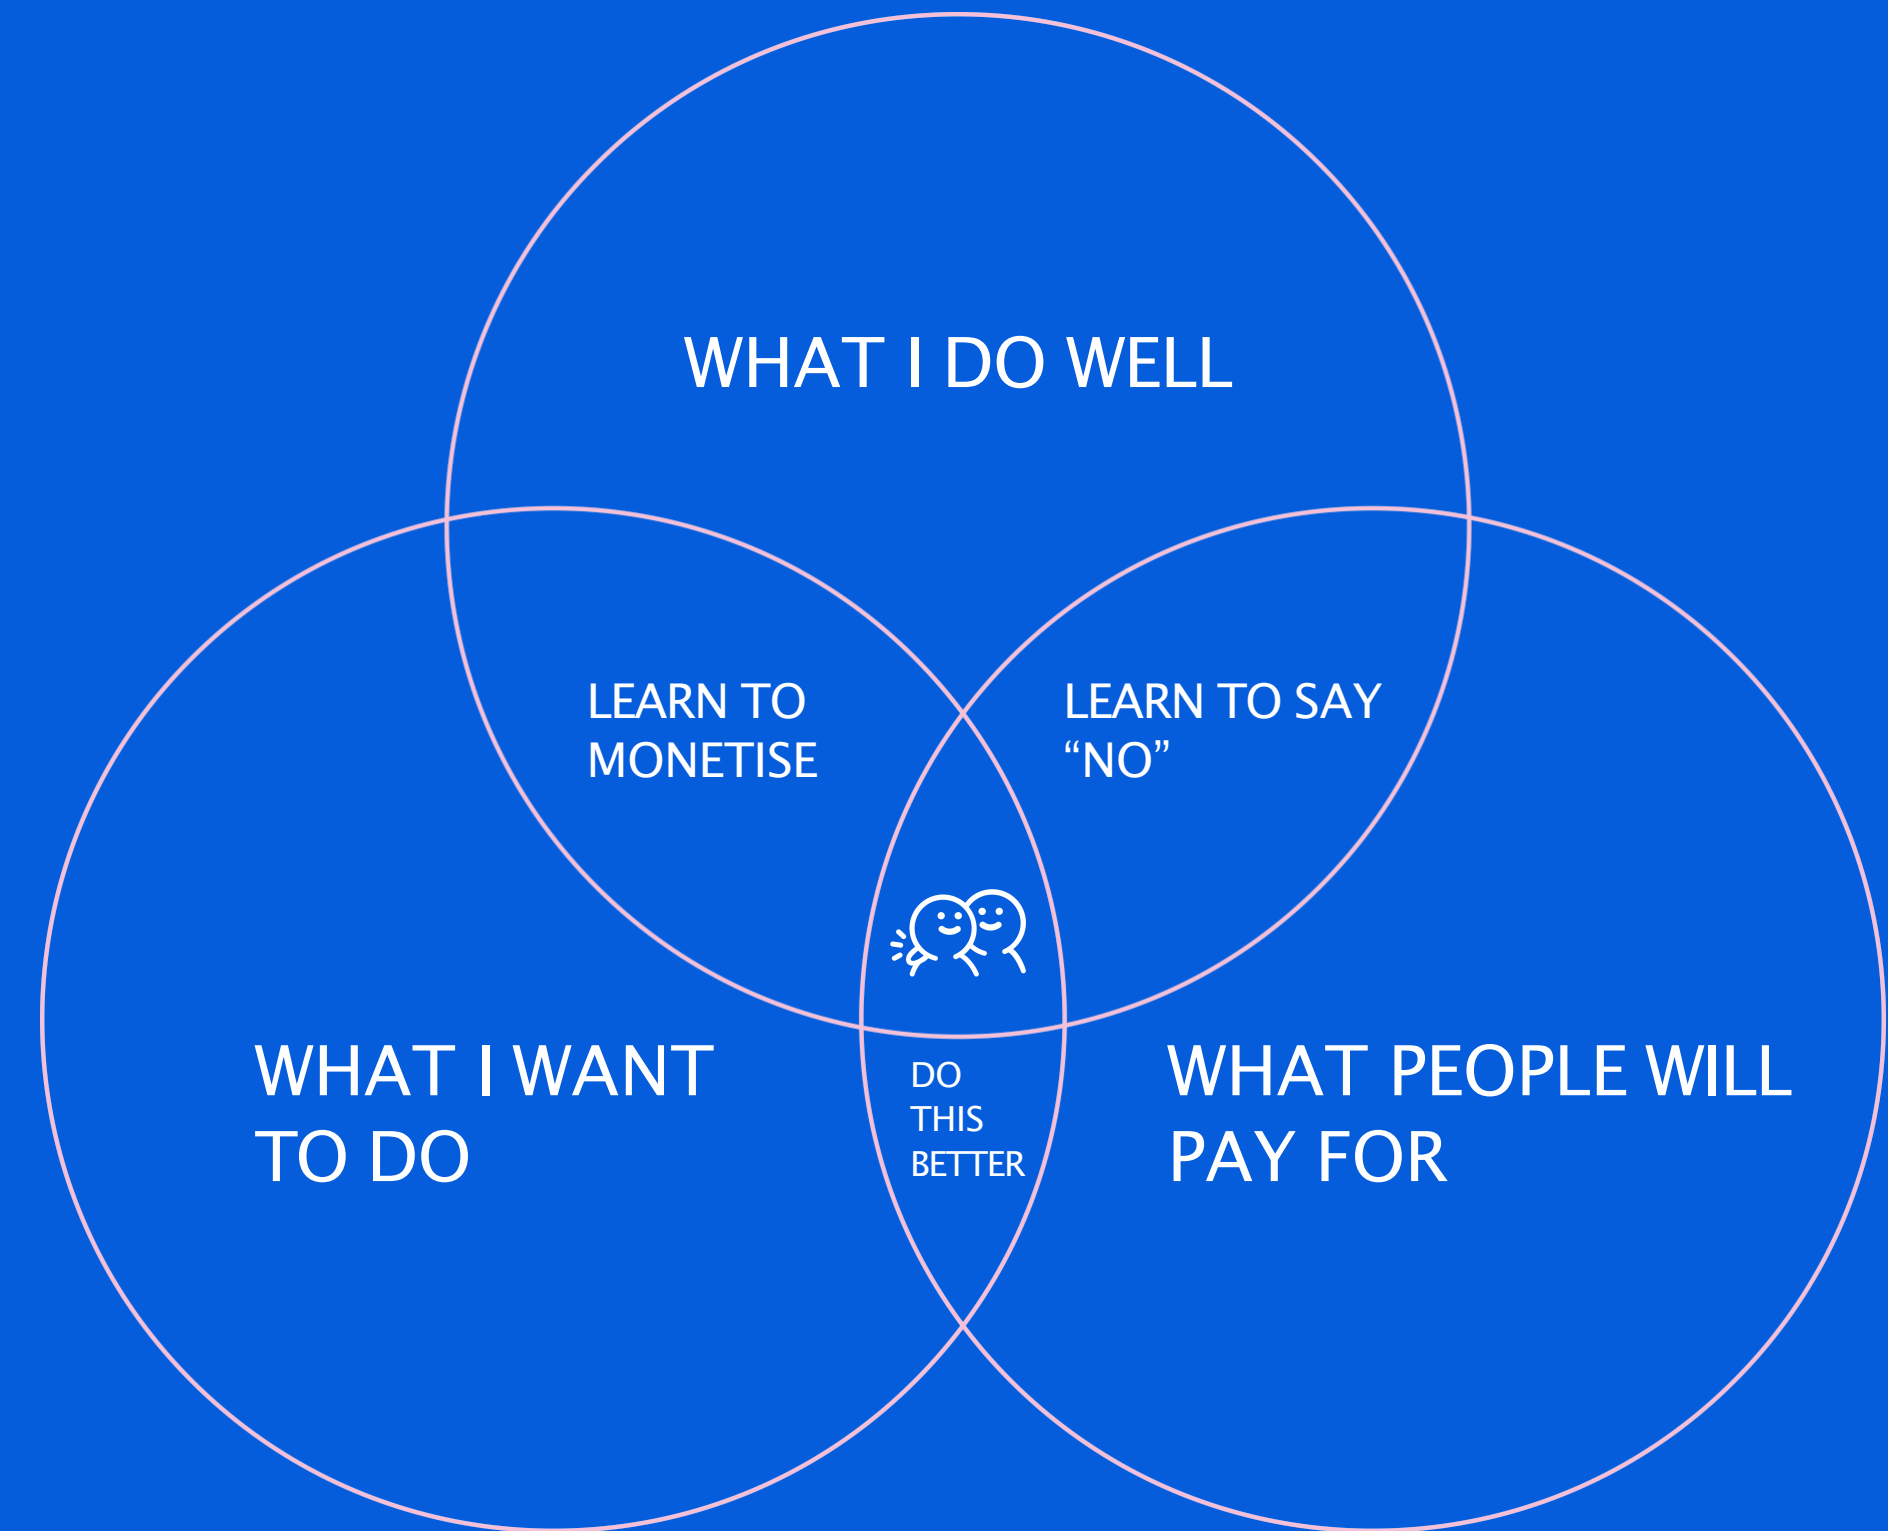 WHAT I DO WELL
LEARN TO
MONETISE
LEARN TO SAY
“NO”
WHAT I WANT
TO DO
DO
THIS
BETTER
WHAT PEOPLE WILL
PAY FOR